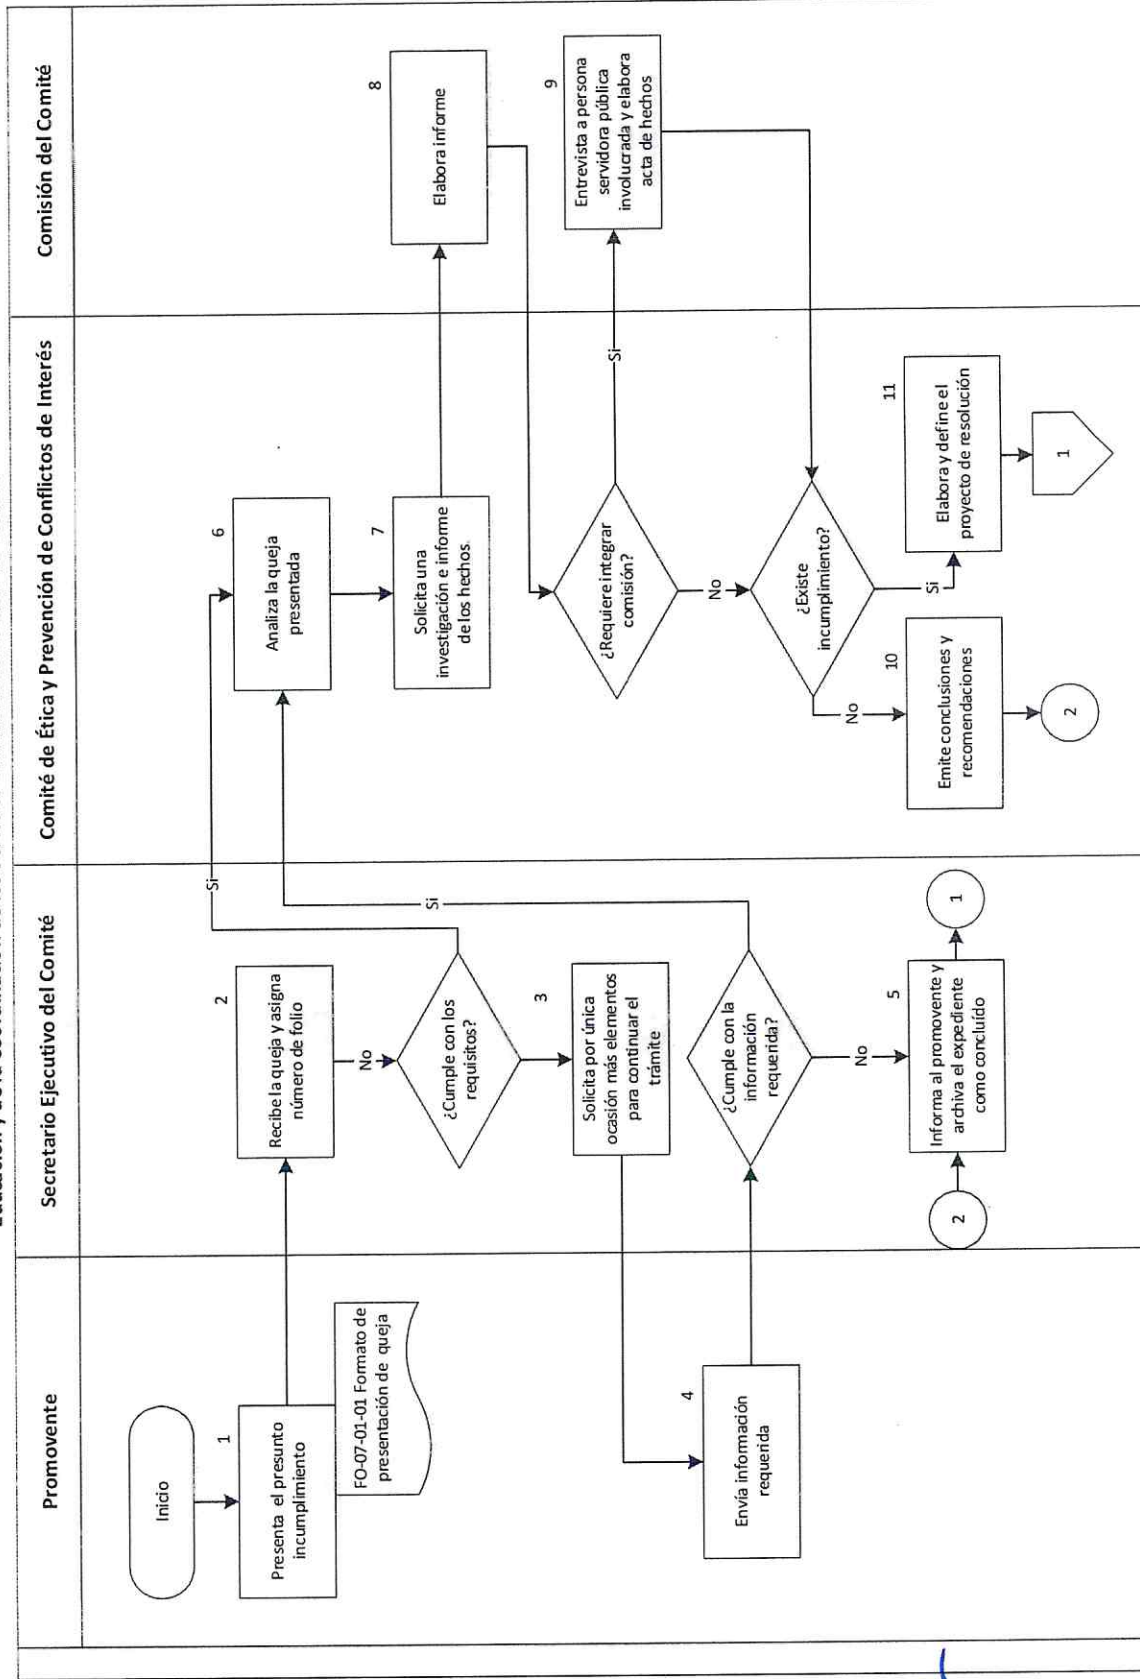 Promovente
Secretario Ejecutivo del Comité
Comité de Ética y Prevención de Conflictos de Interés
Comisión del Comité
Inicio
1
Presenta el presunto
incumplimiento
FO-07-01-01 Formato de
presentación de queja
2
Recibe la queja y asigna
número de folio
No
¿Cumple con los
requisitos?
Si
3
Solicita por única
ocasión más elementos
para continuar el
trámite
4
Envía información
requerida
¿Cumple con la
información
requerida?
Si
No
5
Informa al promovente y
archiva el expediente
como concluído
2
1
6
Analiza la queja
presentada
7
Solicita una
investigación e informe
de los hechos
8
Elabora informe
¿Requiere integrar
comisión?
Si
No
9
Entrevista a persona
servidora pública
involucrada y elabora
acta de hechos
¿Existe
incumplimiento?
No
Si
10
Emite conclusiones y
recomendaciones
2
11
Elabora y define el
proyecto de resolución
1